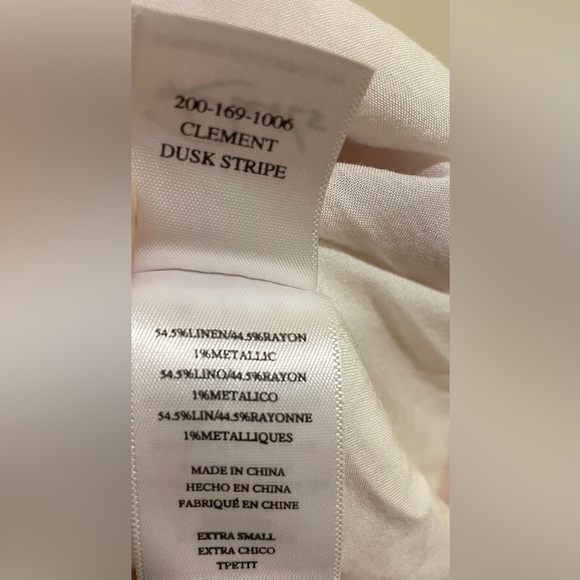 200-169-1006
CLEMENT
DUSK STRIPE
54.5%LINEN/44.5%RAYON
1%METALLIC
54.5%LINO/44.5%RAYON
1%METALICO
54.5%LIN/44.5%RAYONNE
1%METALLIQUES
MADE IN CHINA
HECHO EN CHINA
FABRIQUÉ EN CHINE
EXTRA SMALL
EXTRA CHICO
TPETIT